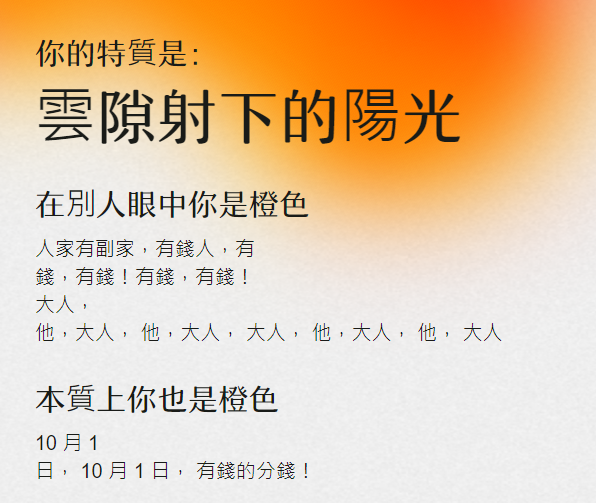 你的特質是：
雲隙射下的陽光
在別人眼中你是橙色
人家有副家，有錢人，有
錢，有錢！有錢，有錢！
大人，
他，大人， 他，大人， 大人， 他，大人， 他， 大人
本質上你也是橙色
10 月 1
日， 10 月 1 日， 有錢的分錢！